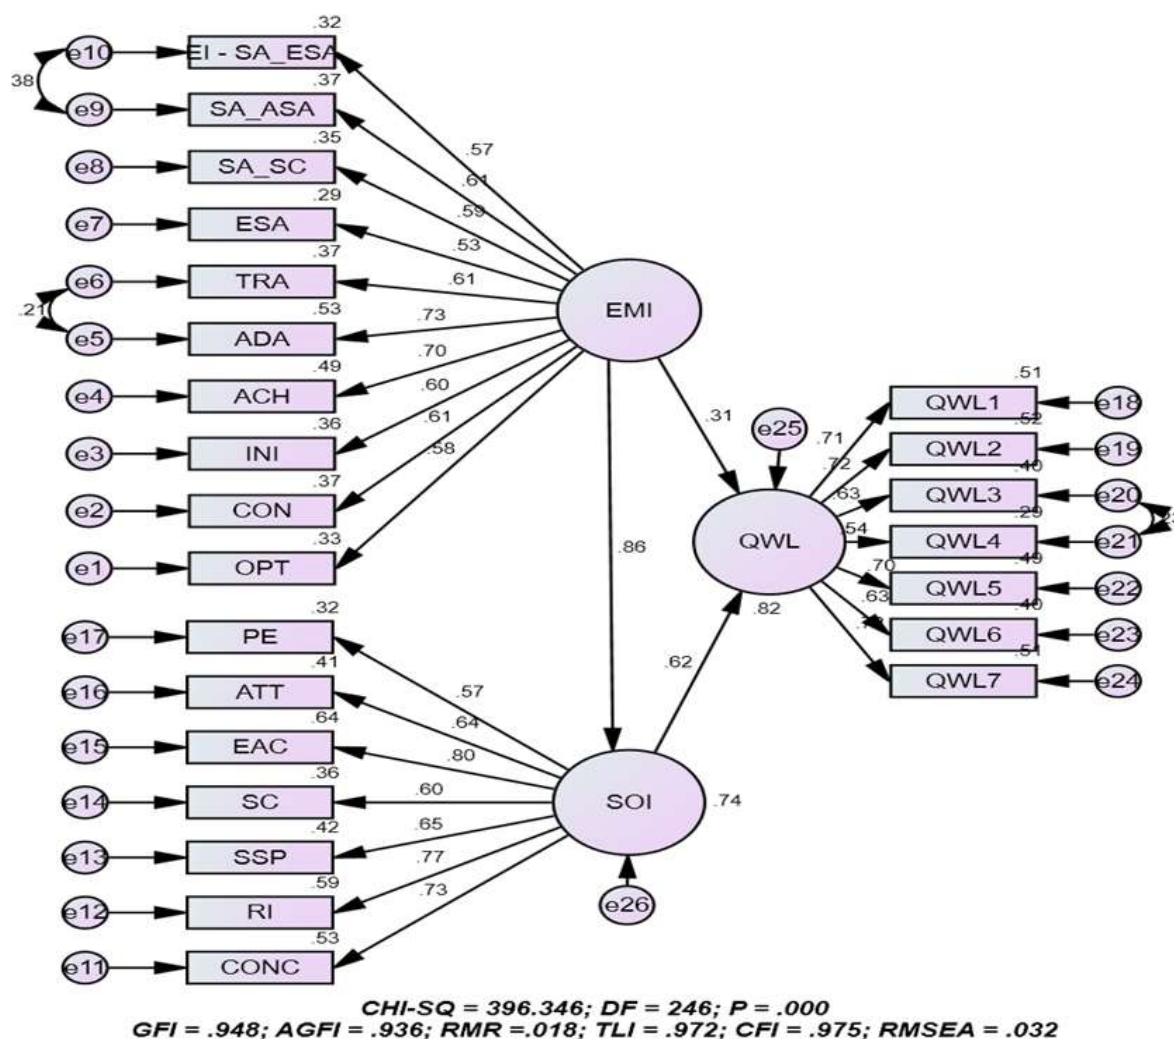 .32
e10
EI - SA_ESA
38
.37
e9
SA_ASA
.35
e8
SA_SC
.29
e7
ESA
.37
e6
TRA
.21
.53
e5
ADA
.49
e4
ACH
.36
e3
INI
.37
e2
CON
.33
e1
OPT
.57
.61
.59
.53
.61
.73
.70
.60
.61
.58
EMI
.31
.86
.32
e17
PE
.41
e16
ATT
.64
e15
EAC
.36
e14
SC
.42
e13
SSP
.59
e12
RI
.53
e11
CONC
.57
.64
.80
.60
.65
.77
.73
SOI
.74
e26
.62
e25
QWL
.82
.71
.72
.63
.54
.70
.63
.51
QWL1
e18
.52
QWL2
e19
.40
QWL3
e20
.29
QWL4
e21
.49
QWL5
e22
.40
QWL6
e23
.51
QWL7
e24
CHI-SQ = 396.346; DF = 246; P = .000
GFI = .948; AGFI = .936; RMR =.018; TLI = .972; CFI = .975; RMSEA = .032